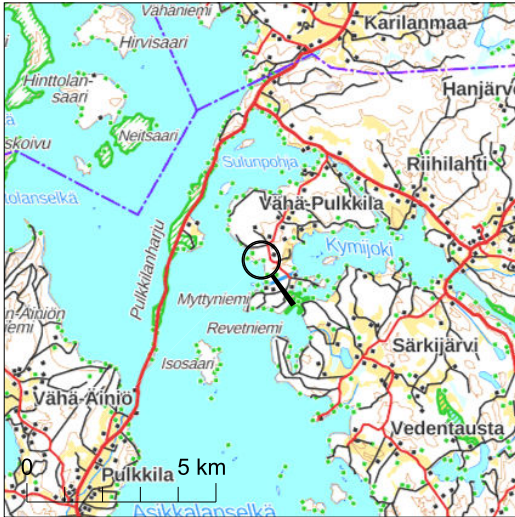 Vähäniemi
Hirvisaari
Karilanmaa
Hinttolan-
saari
Hanjärv
Neitsaari
skoivu
Sulunpohja
Riihilahti
tolanselkä
Vähä-Pulkkila
Kymijoki
Pulkkilanharju
n-Äiniön
iemi
Myttyniemi
Revetniemi
Särkijärvi
Isosaari
Vähä-Äiniö
Vedentausta
0
5 km
Pulkkila
Asikkalanselkä